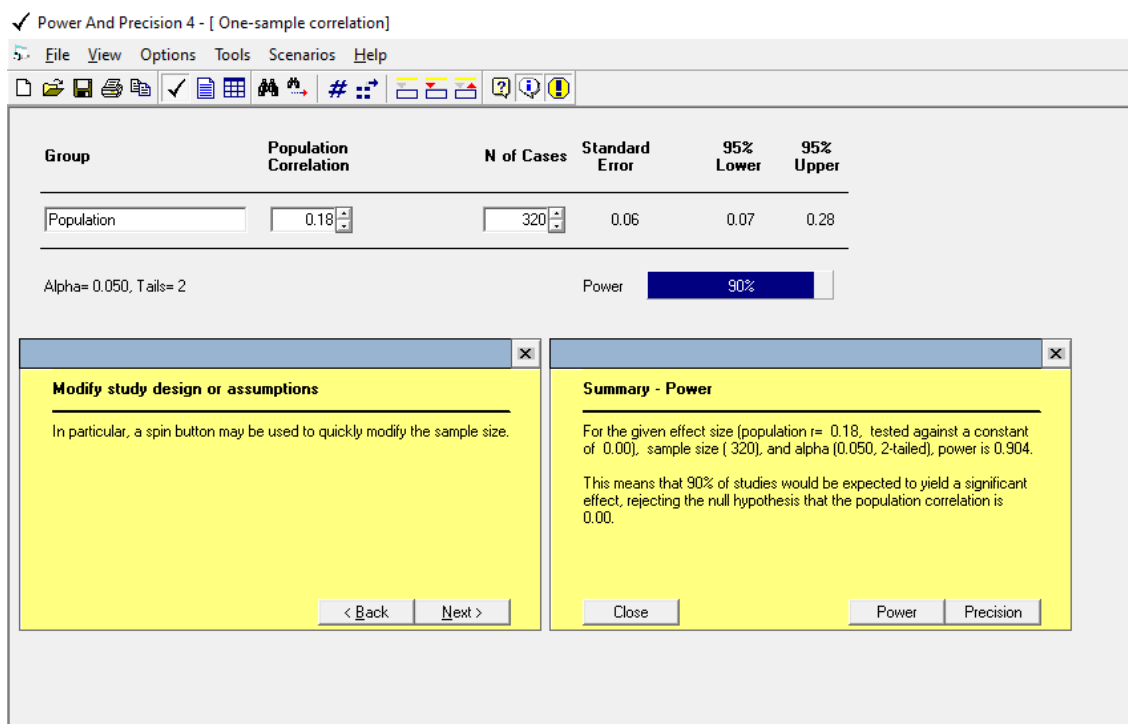 Power And Precision 4 - [ One-sample correlation]
File View Options Tools Scenarios Help
Group Population Correlation N of Cases Standard Error 95% Lower 95% Upper
Population 0.18 320 0.06 0.07 0.28
Alpha= 0.050, Tails= 2 Power 90%
Modify study design or assumptions
In particular, a spin button may be used to quickly modify the sample size.
< Back Next >
Summary - Power
For the given effect size (population r= 0.18, tested against a constant
of 0.00), sample size ( 320), and alpha (0.050, 2-tailed), power is 0.904.
This means that 90% of studies would be expected to yield a significant
effect, rejecting the null hypothesis that the population correlation is
0.00.
Close Power Precision